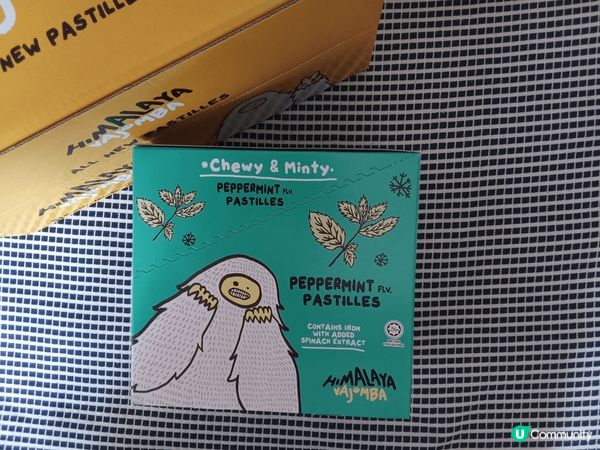 NEW PASTILLE
HiMALAYA
VAJOMBA
ALL NEW PASTILLES
HiMALAYA
*Chewy & Minty.
PEPPERMINT FLV.
PASTILLES
PEPPERMINT FLV.
PASTILLES
CONTAINS IRON
WITH ADDED
SPINACH EXTRACT
HiMALAYA
VAJOMBA
U Community